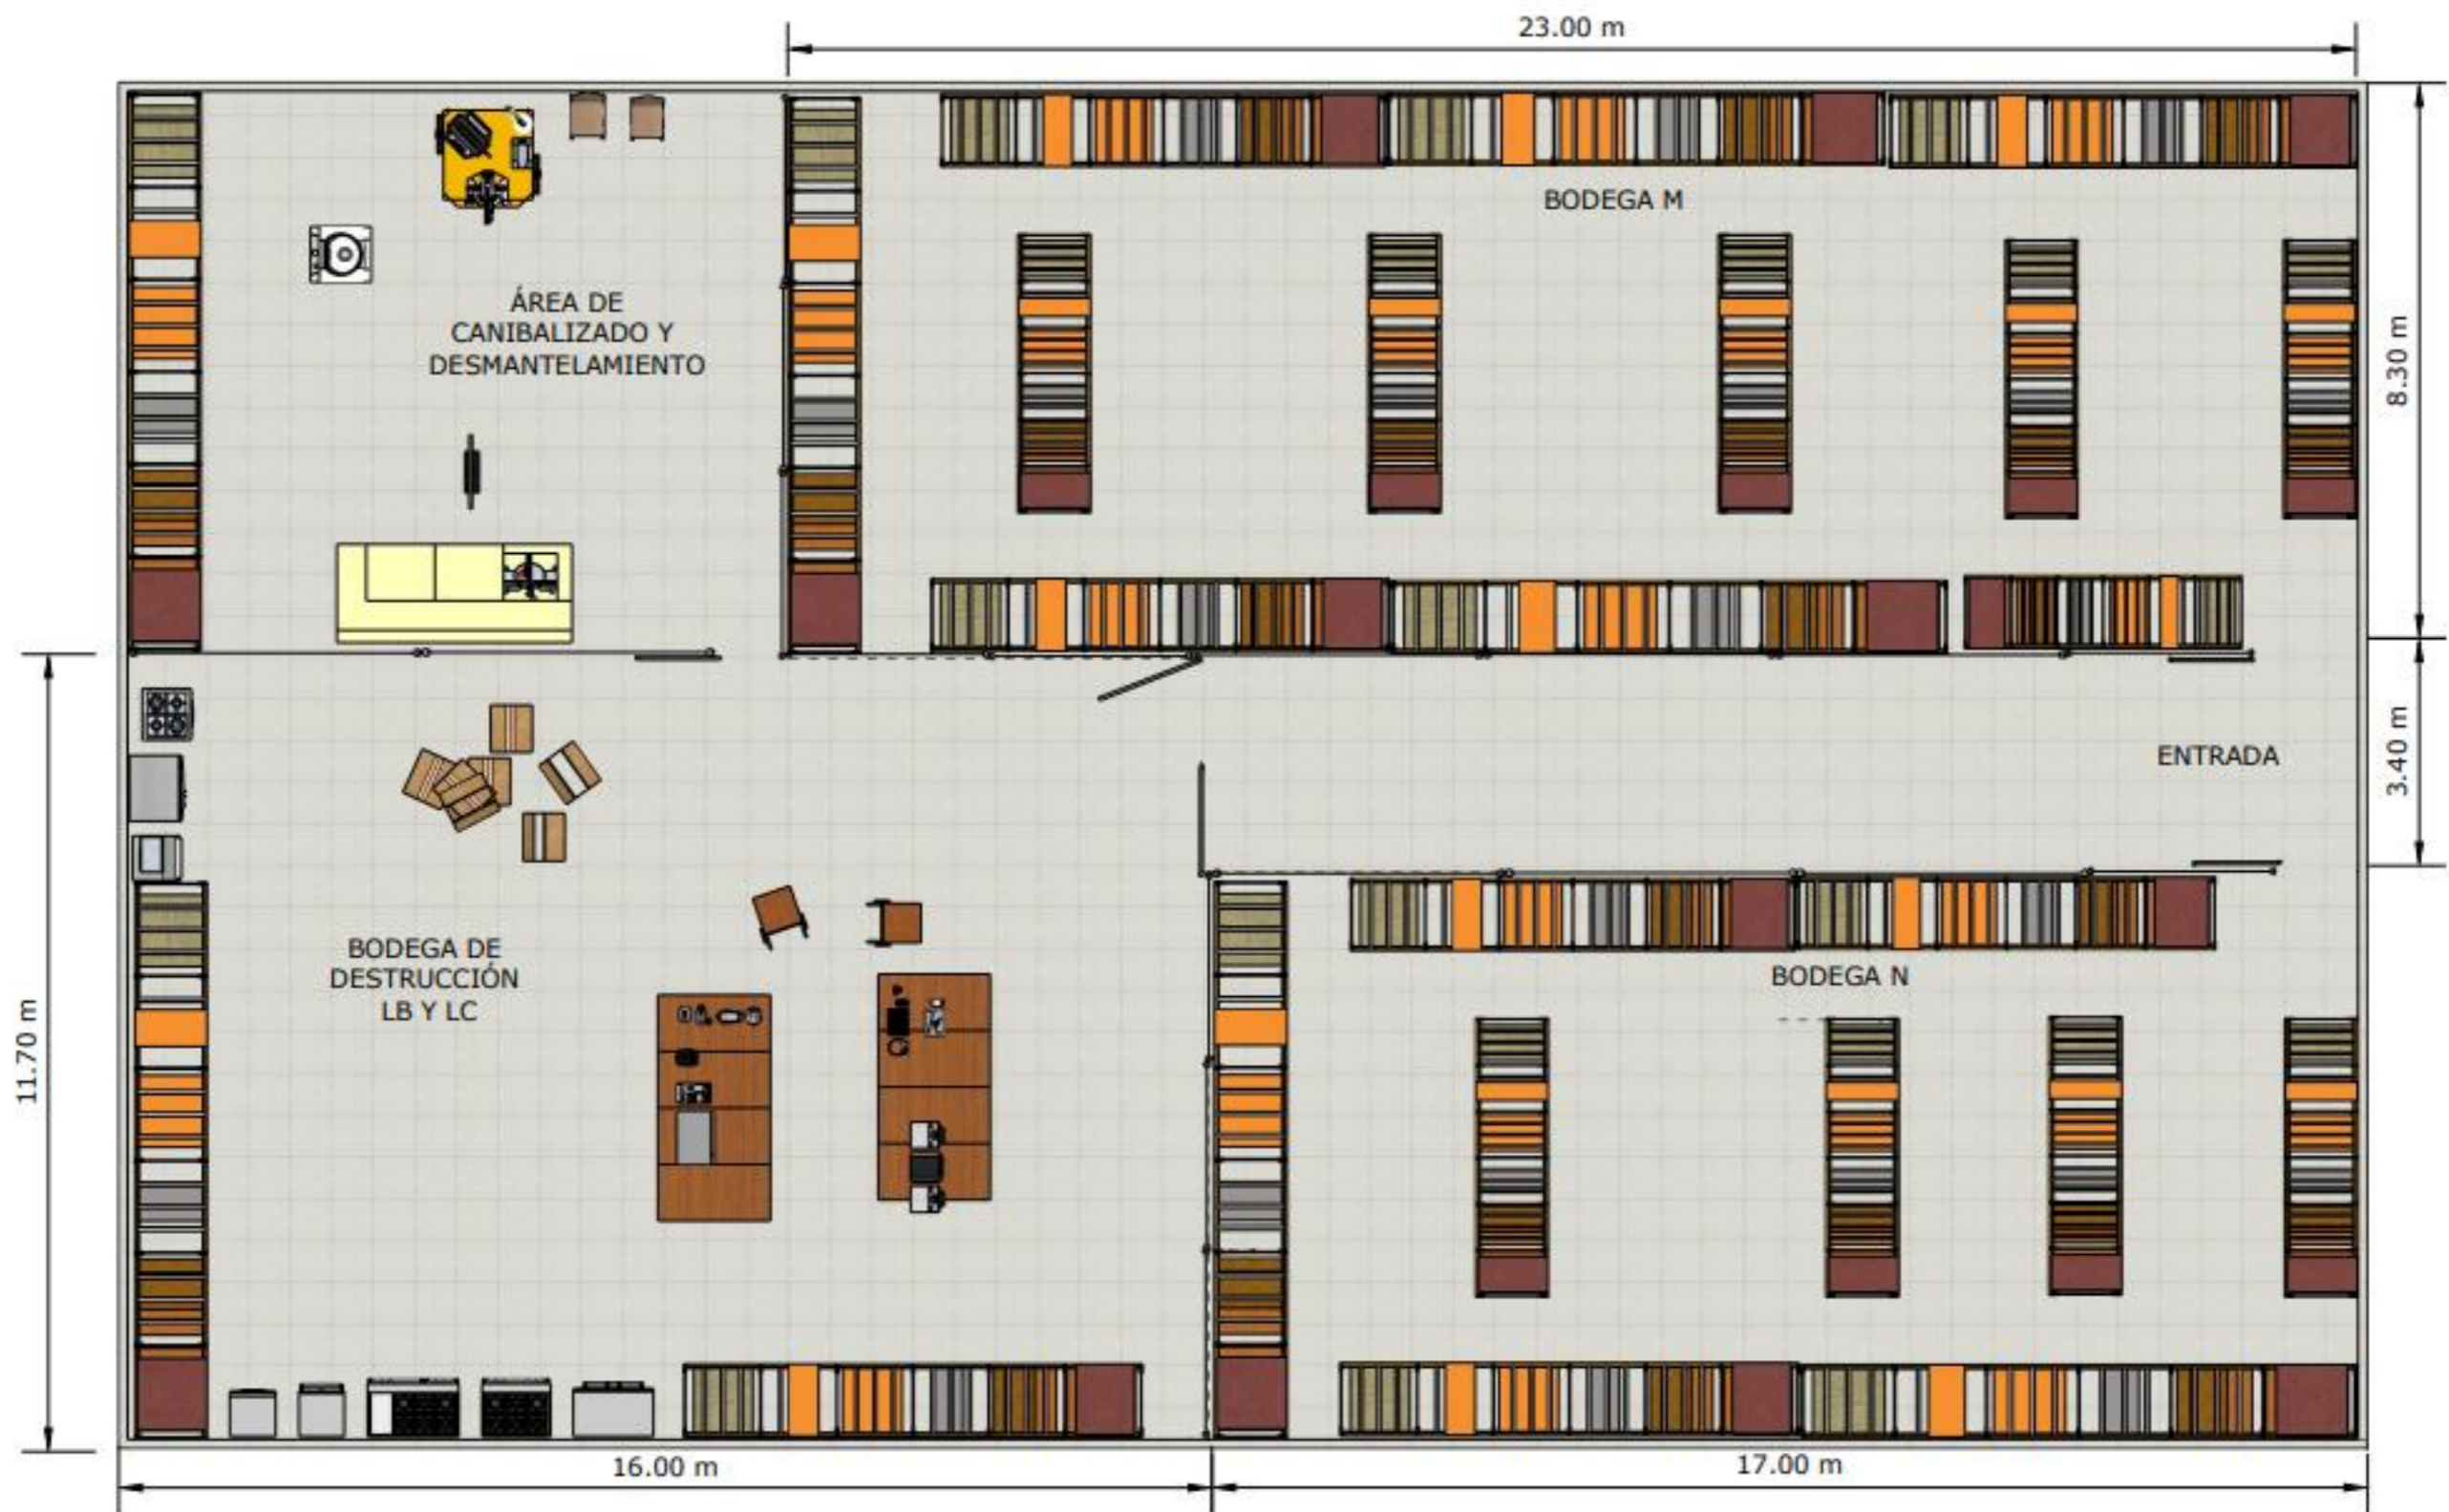 23.00 m
BODEGA M
ÁREA DE
CANIBALIZADO Y
DESMANTELAMIENTO
8.30 m
3.40 m
ENTRADA
BODEGA DE
DESTRUCCIÓN
LB Y LC
BODEGA N
11.70 m
16.00 m
17.00 m